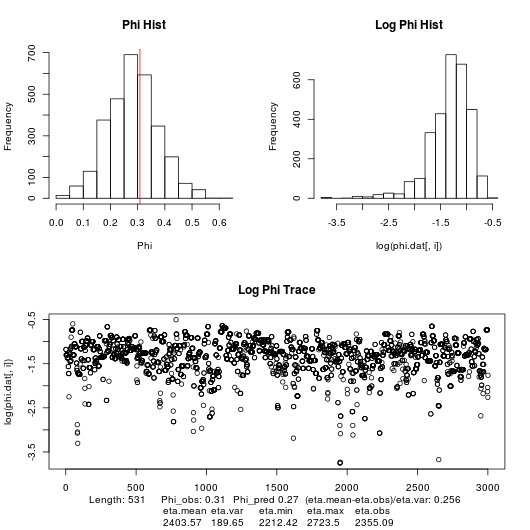 Phi Hist
Log Phi Hist
Frequency
0 100 300 500 700
0.0 0.1 0.2 0.3 0.4 0.5 0.6
Phi
Frequency
0 200 400 600
-3.5 -2.5 -1.5 -0.5
log(phi.dat[, i])
Log Phi Trace
log(phi.dat[, i])
-3.5 -2.5 -1.5 -0.5
0 500 1000 1500 2000 2500 3000
Length: 531 Phi_obs: 0.31 Phi_pred 0.27 (eta.mean-eta.obs)/eta.var: 0.256
eta.mean eta.var eta.min eta.max eta.obs
2403.57 189.65 2212.42 2723.5 2355.09